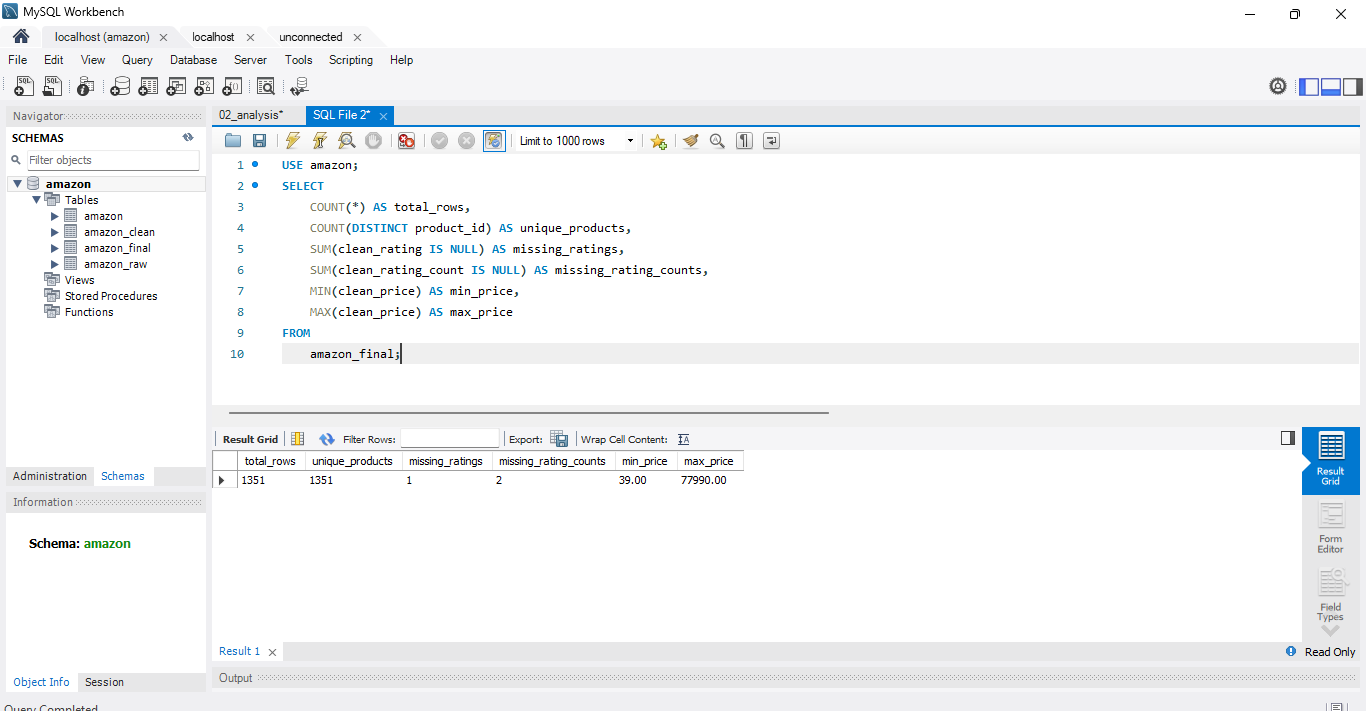 MySQL Workbench
localhost (amazon)
localhost
unconnected
File Edit View Query Database Server Tools Scripting Help
Navigator
SCHEMAS
Filter objects
amazon
Tables
amazon
amazon_clean
amazon_final
amazon_raw
Views
Stored Procedures
Functions
Administration Schemas
Information
Schema: amazon
Object Info Session
02_analysis* SQL File 2*
Limit to 1000 rows
1 USE amazon;
2 SELECT
3 COUNT(*) AS total_rows,
4 COUNT(DISTINCT product_id) AS unique_products,
5 SUM(clean_rating IS NULL) AS missing_ratings,
6 SUM(clean_rating_count IS NULL) AS missing_rating_counts,
7 MIN(clean_price) AS min_price,
8 MAX(clean_price) AS max_price
9 FROM
10 amazon_final;
Result Grid Filter Rows: Export: Wrap Cell Content:
total_rows unique_products missing_ratings missing_rating_counts min_price max_price
1351 1351 1 2 39.00 77990.00
Result
Grid
Form
Editor
Field
Types
Result 1
Read Only
Output
Query Completed